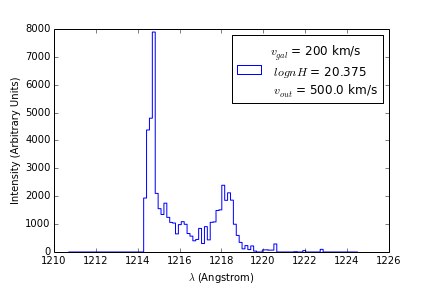 8000
7000
6000
5000
4000
3000
2000
1000
0
Intensity (Arbitrary Units)
1210 1212 1214 1216 1218 1220 1222 1224 1226
λ (Angstrom)
v_gal = 200 km/s
lognH = 20.375
v_out = 500.0 km/s